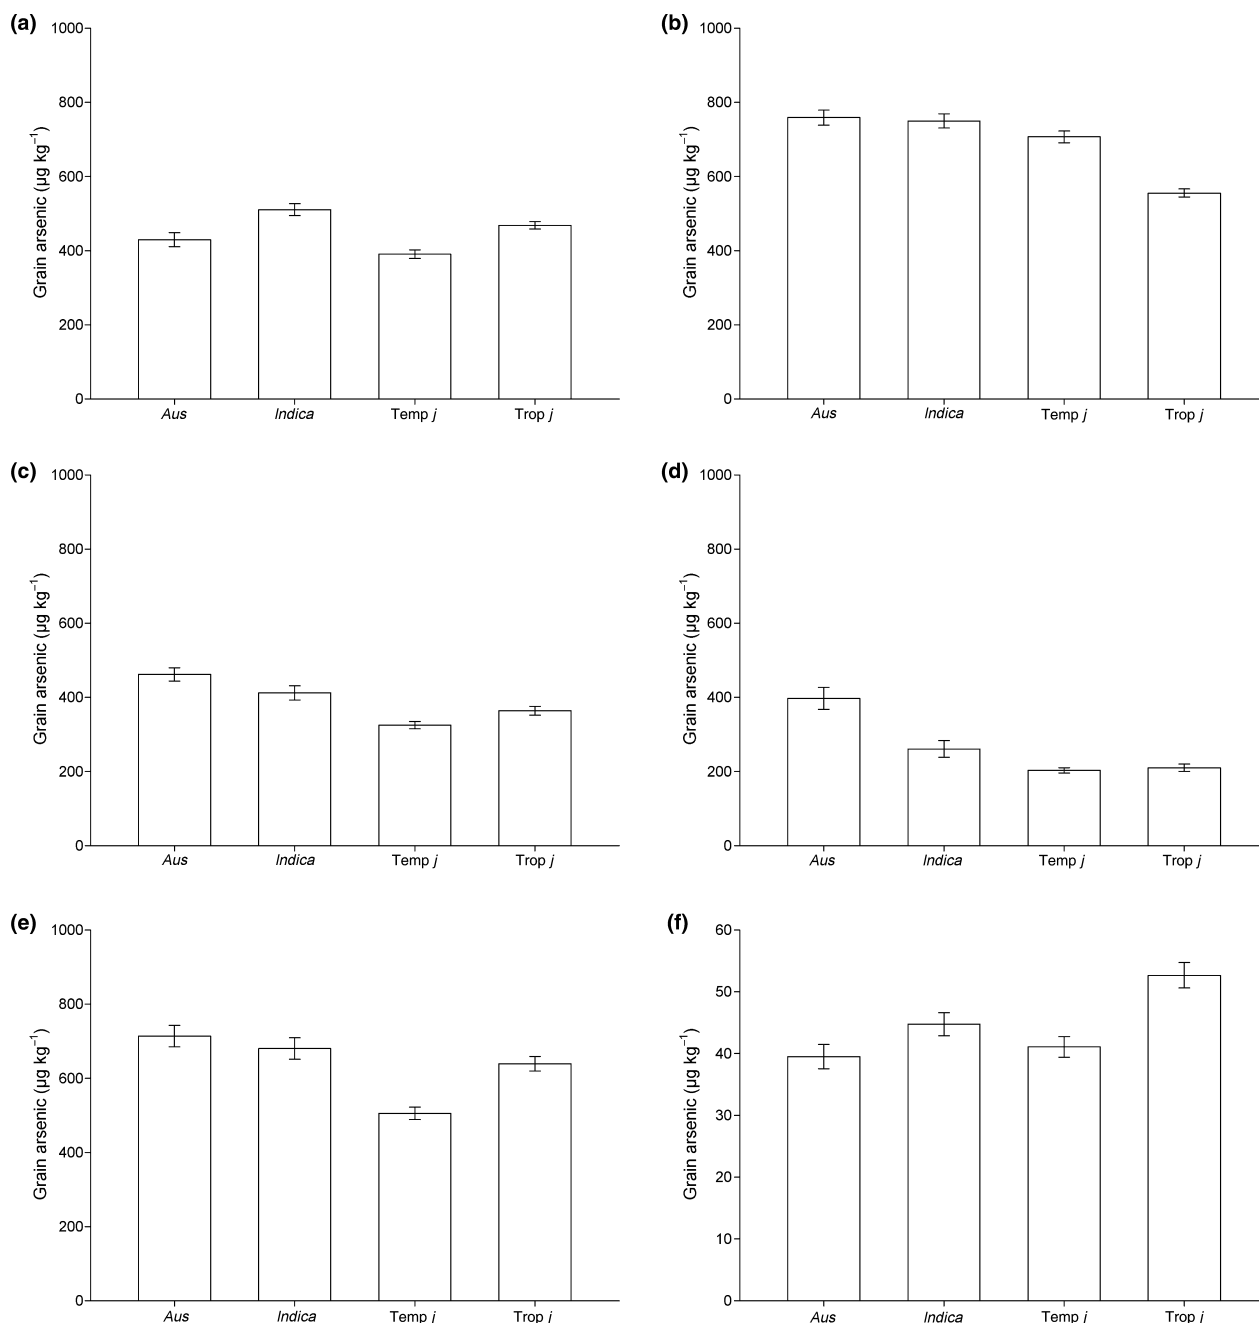 (a)
1000
800
600
400
200
0
Grain arsenic (µg kg⁻¹)
Aus Indica Temp j Trop j
(b)
1000
800
600
400
200
0
Grain arsenic (µg kg⁻¹)
Aus Indica Temp j Trop j
(c)
1000
800
600
400
200
0
Grain arsenic (µg kg⁻¹)
Aus Indica Temp j Trop j
(d)
1000
800
600
400
200
0
Grain arsenic (µg kg⁻¹)
Aus Indica Temp j Trop j
(e)
1000
800
600
400
200
0
Grain arsenic (µg kg⁻¹)
Aus Indica Temp j Trop j
(f)
60
50
40
30
20
10
0
Grain arsenic (µg kg⁻¹)
Aus Indica Temp j Trop j